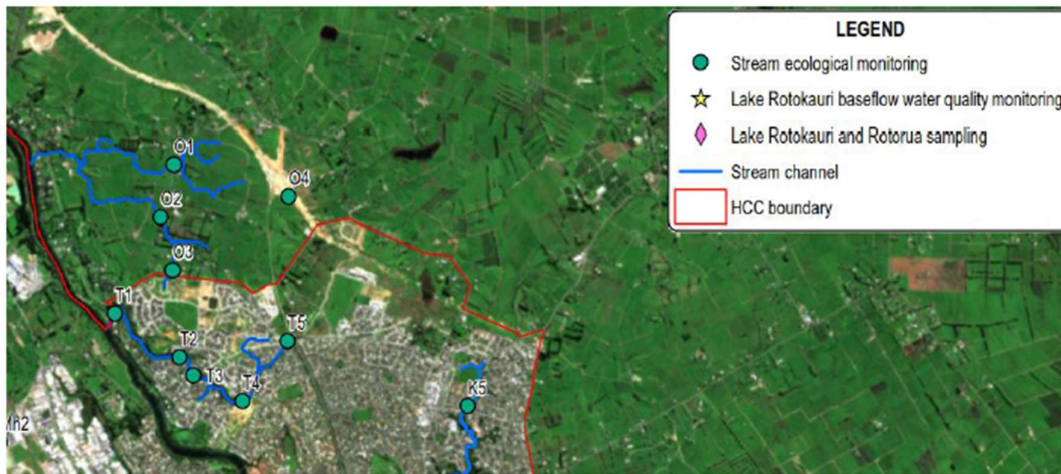 LEGEND
Stream ecological monitoring
Lake Rotokauri baseflow water quality monitoring
Lake Rotokauri and Rotorua sampling
Stream channel
HCC boundary
O1
O4
O2
O3
T1
T5
T2
T3
T4
K5